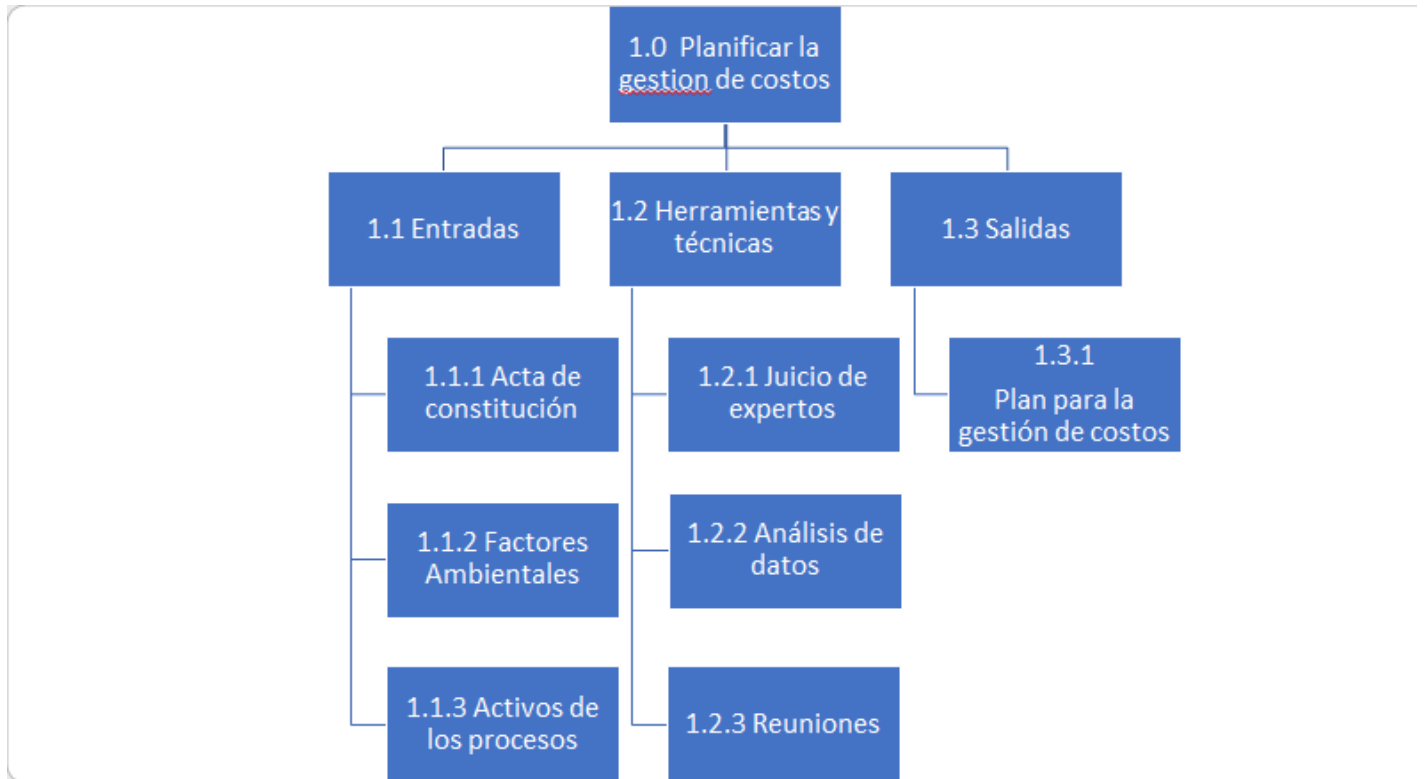 1.0  Planificar la
gestion de costos
1.1 Entradas
1.2 Herramientas y
técnicas
1.3 Salidas
1.1.1 Acta de
constitución
1.2.1 Juicio de
expertos
1.3.1
Plan para la
gestión de costos
1.1.2 Factores
Ambientales
1.2.2 Análisis de
datos
1.1.3 Activos de
los procesos
1.2.3 Reuniones